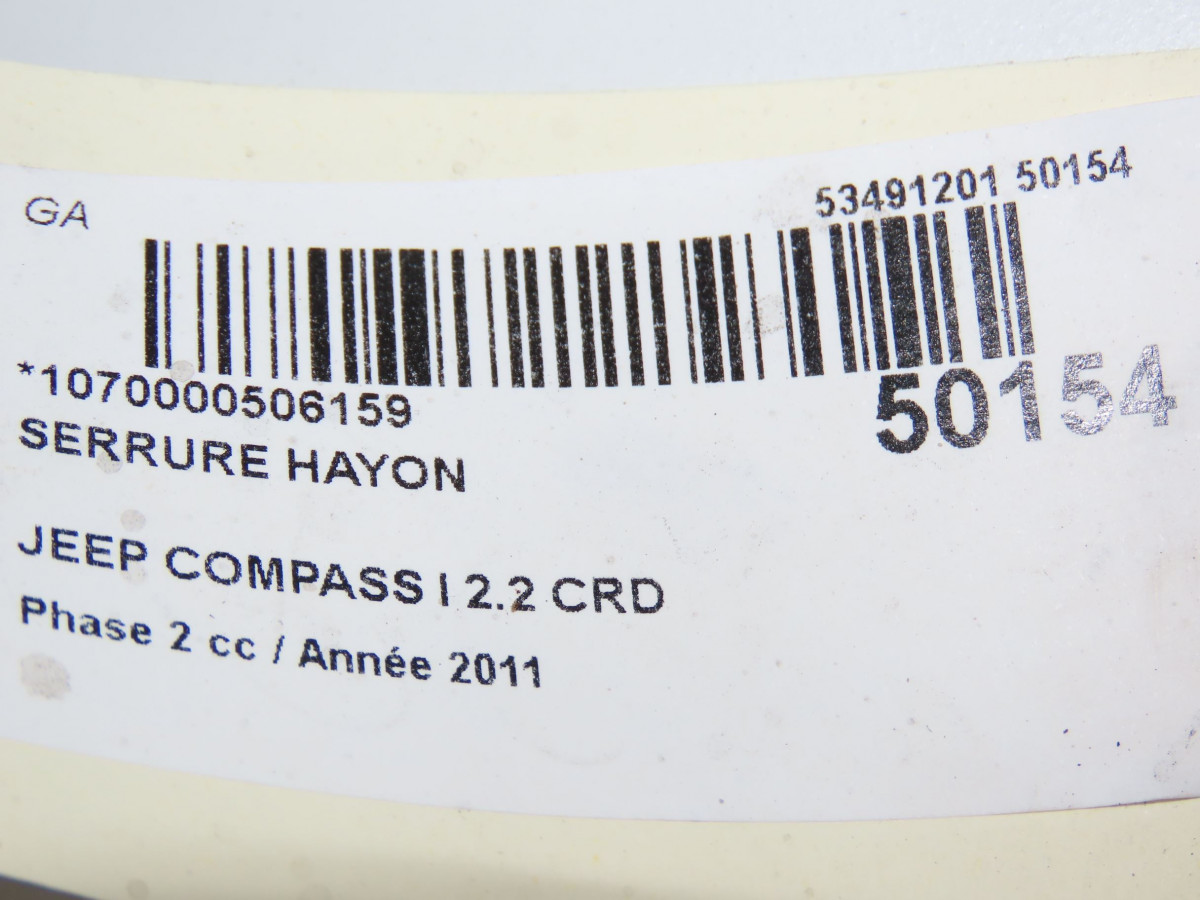 GA
53491201 50154
*1070000506159
50154
SERRURE HAYON
JEEP COMPASS I 2.2 CRD
Phase 2 cc / Année 2011